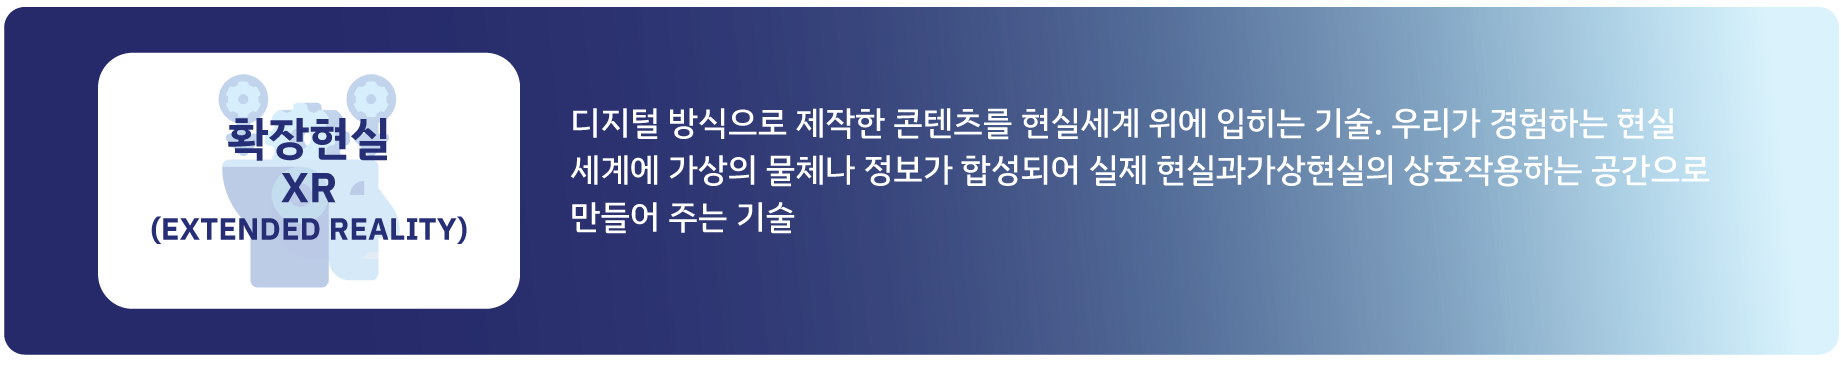 확장현실
XR
(EXTENDED REALITY)
디지털 방식으로 제작한 콘텐츠를 현실세계 위에 입히는 기술. 우리가 경험하는 현실
세계에 가상의 물체나 정보가 합성되어 실제 현실과가상현실의 상호작용하는 공간으로
만들어 주는 기술